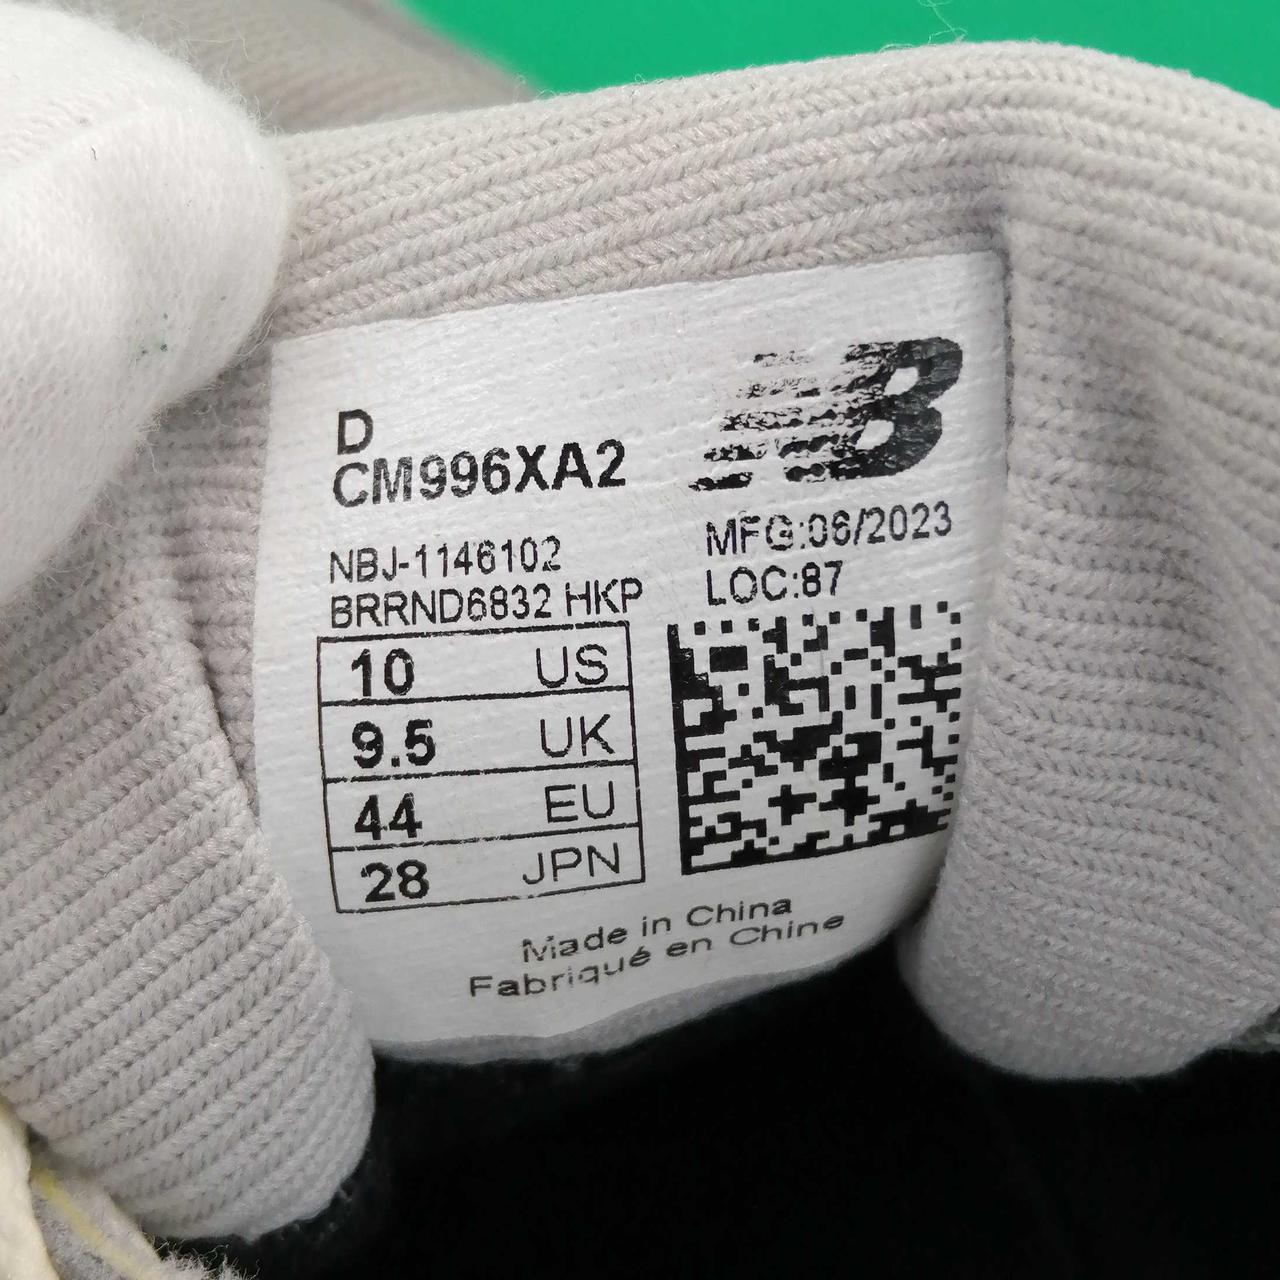 D
CM996XA2
NBJ-1146102
BRRND6832 HKP
NB
MFG:06/2023
LOC:87
10 US
9.5 UK
44 EU
28 JPN
Made in China
Fabriqué en Chine